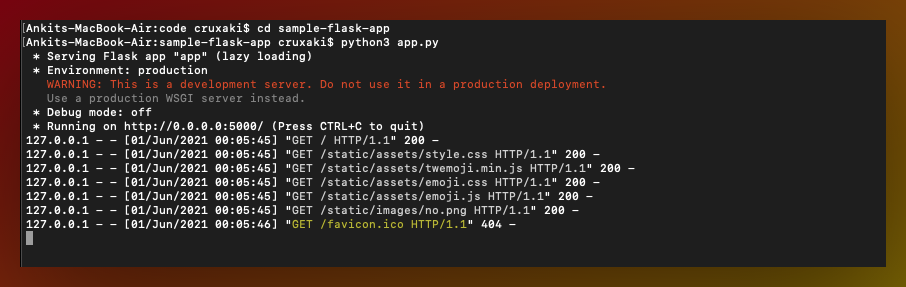 [Ankits-MacBook-Air:code cruxaki$ cd sample-flask-app
[Ankits-MacBook-Air:sample-flask-app cruxaki$ python3 app.py
 * Serving Flask app "app" (lazy loading)
 * Environment: production
   WARNING: This is a development server. Do not use it in a production deployment.
   Use a production WSGI server instead.
 * Debug mode: off
 * Running on http://0.0.0.0:5000/ (Press CTRL+C to quit)
127.0.0.1 - - [01/Jun/2021 00:05:45] "GET / HTTP/1.1" 200 -
127.0.0.1 - - [01/Jun/2021 00:05:45] "GET /static/assets/style.css HTTP/1.1" 200 -
127.0.0.1 - - [01/Jun/2021 00:05:45] "GET /static/assets/twemoji.min.js HTTP/1.1" 200 -
127.0.0.1 - - [01/Jun/2021 00:05:45] "GET /static/assets/emoji.css HTTP/1.1" 200 -
127.0.0.1 - - [01/Jun/2021 00:05:45] "GET /static/assets/emoji.js HTTP/1.1" 200 -
127.0.0.1 - - [01/Jun/2021 00:05:45] "GET /static/images/no.png HTTP/1.1" 200 -
127.0.0.1 - - [01/Jun/2021 00:05:46] "GET /favicon.ico HTTP/1.1" 404 -